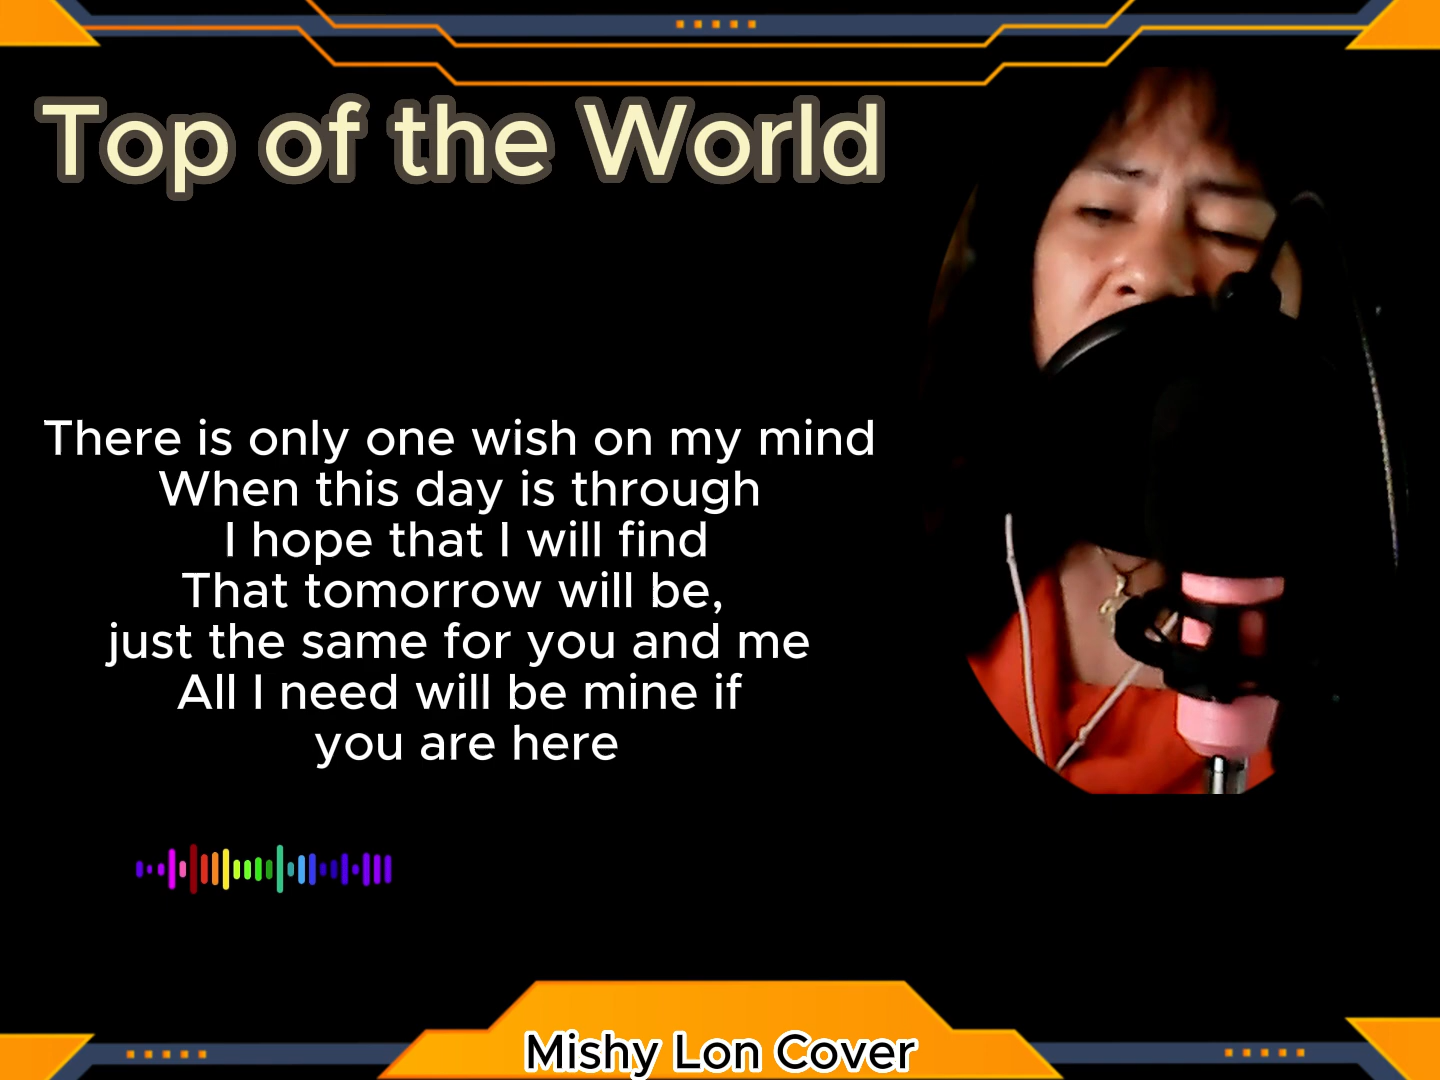 Top of the World
There is only one wish on my mind
When this day is through
I hope that I will find
That tomorrow will be,
just the same for you and me
All I need will be mine if
you are here
Mishy Lon Cover